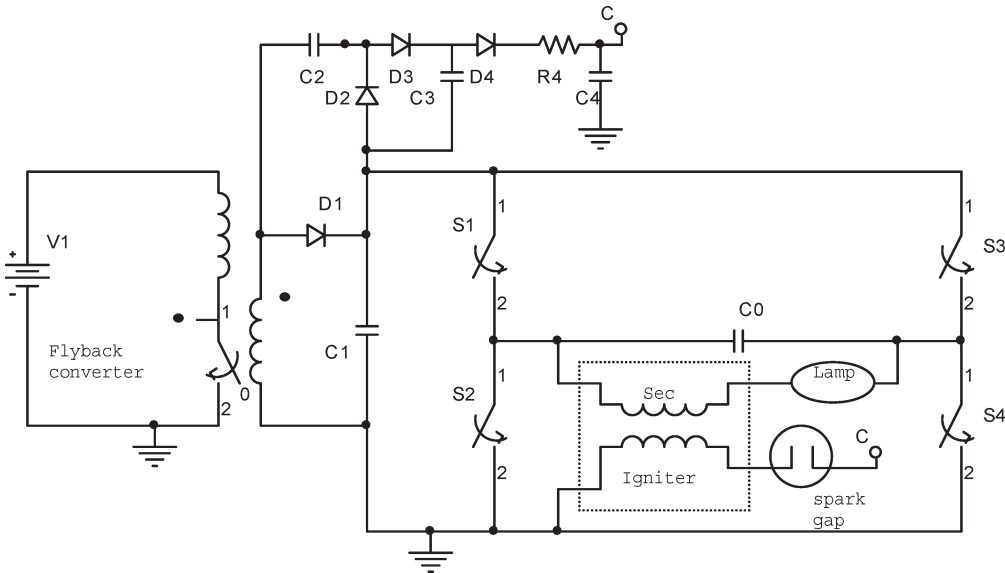 C
C2
D3
D4
R4
D2
C3
C4
D1
V1
+
-
S1
1
2
S3
1
2
1
0
2
Flyback
converter
C1
C0
S2
1
2
Sec
Lamp
1
S4
2
Igniter
C
spark
gap